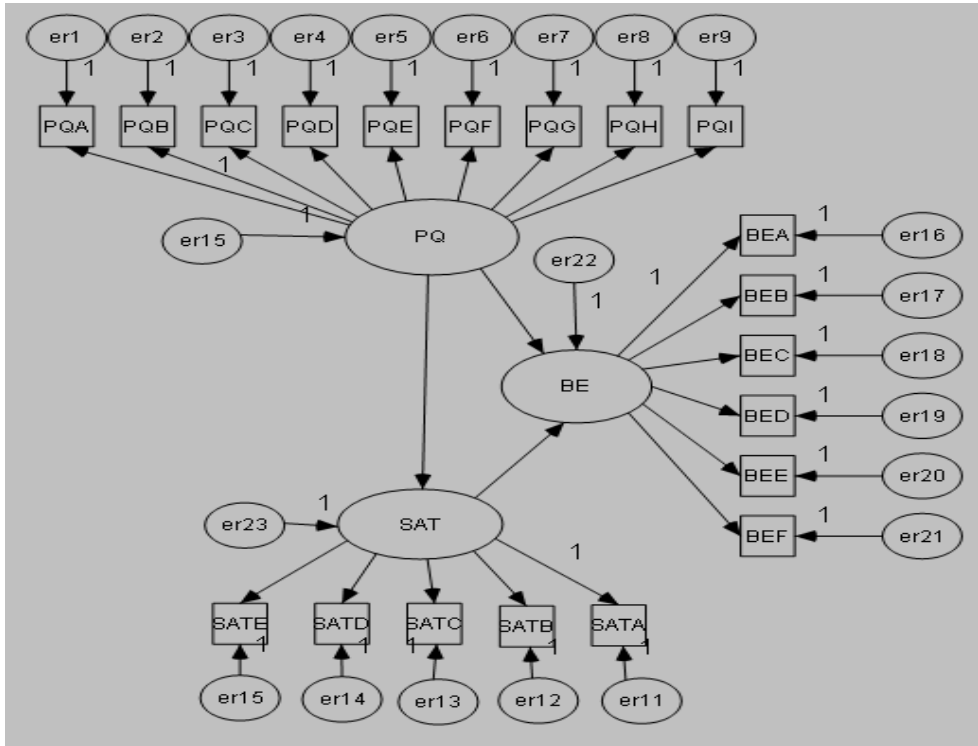 er1 er2 er3 er4 er5 er6 er7 er8 er9
1 1 1 1 1 1 1 1 1
PQA PQB PQC PQD PQE PQF PQG PQH PQI
1
1
er15 PQ
BEA 1 er16
er22
1
1
BEB 1 er17
BEC 1 er18
BE
BED 1 er19
BEE 1 er20
1
er23 SAT
BEF 1 er21
1
SATE SATD SATC SATB SATA
1 1 1 1 1
er15 er14 er13 er12 er11